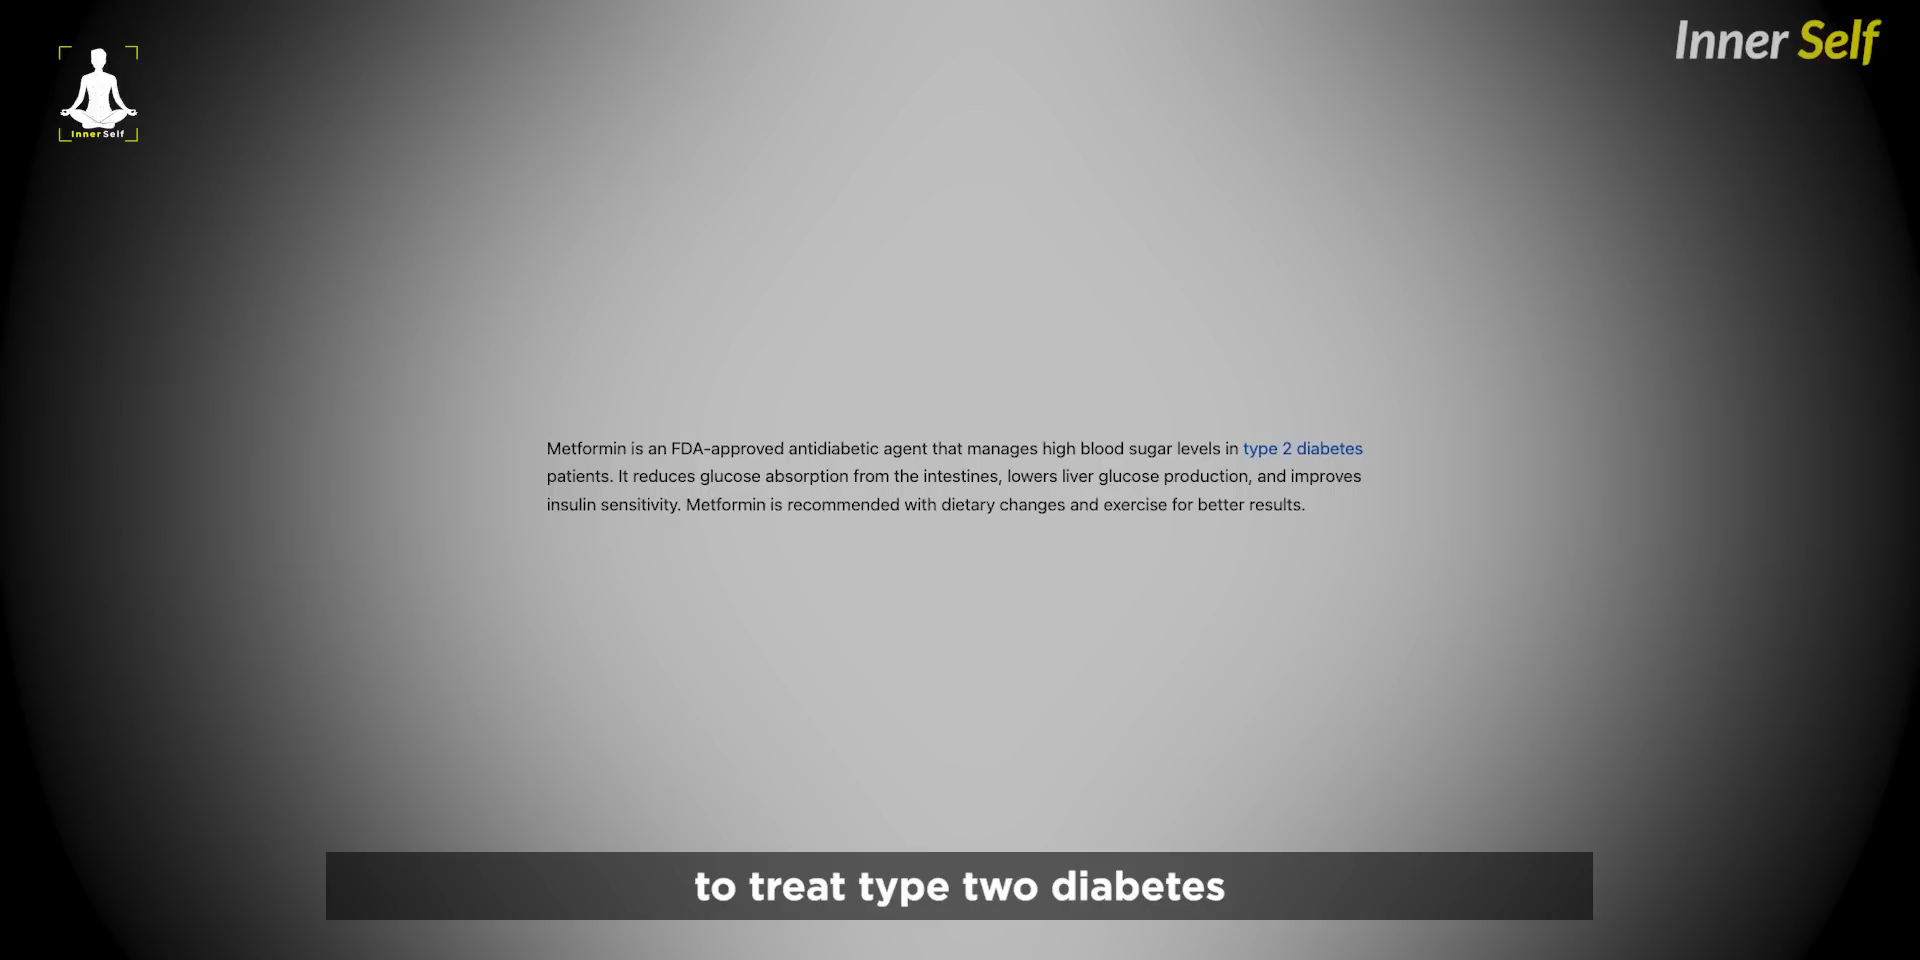 Inner Self
InnerSelf
Metformin is an FDA-approved antidiabetic agent that manages high blood sugar levels in type 2 diabetes
patients. It reduces glucose absorption from the intestines, lowers liver glucose production, and improves
insulin sensitivity. Metformin is recommended with dietary changes and exercise for better results.
to treat type two diabetes